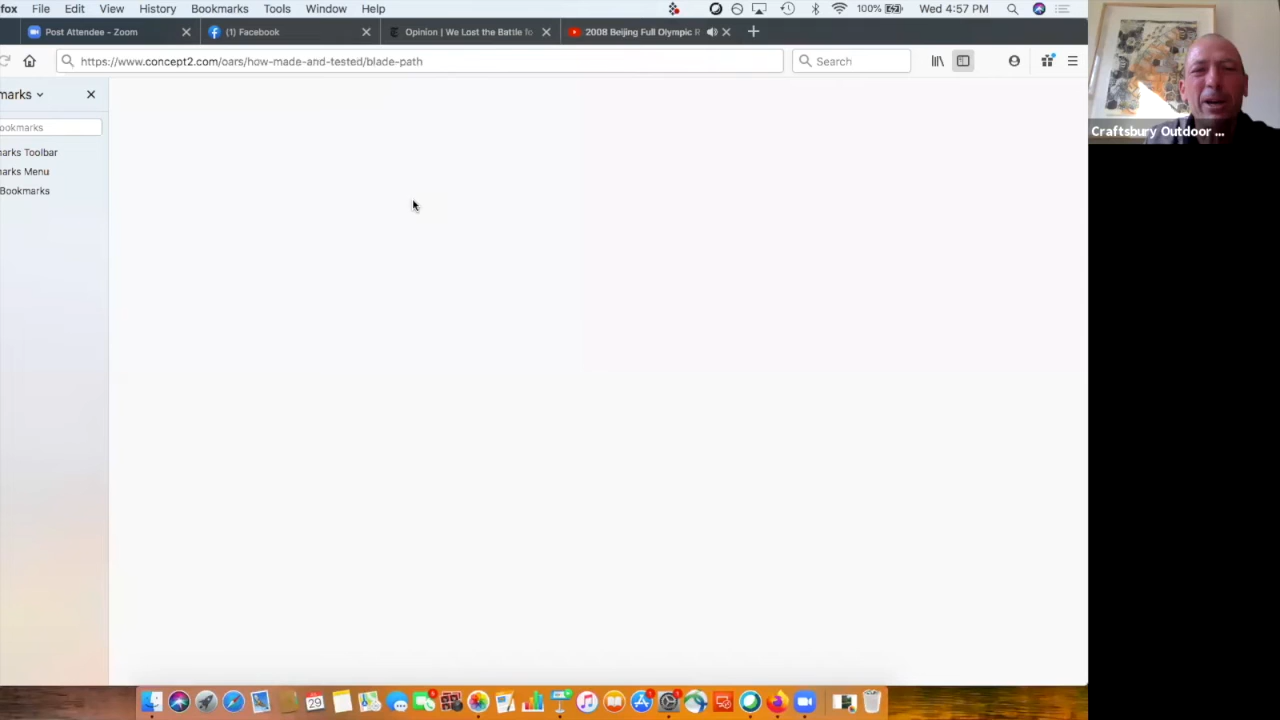 fox File Edit View History Bookmarks Tools Window Help 100% Wed 4:57 PM
Post Attendee - Zoom (1) Facebook Opinion | We Lost the Battle fo 2008 Beijing Full Olympic R
https://www.concept2.com/oars/how-made-and-tested/blade-path Search
marks
ookmarks
arks Toolbar
arks Menu
Bookmarks
Craftsbury Outdoor ...
29